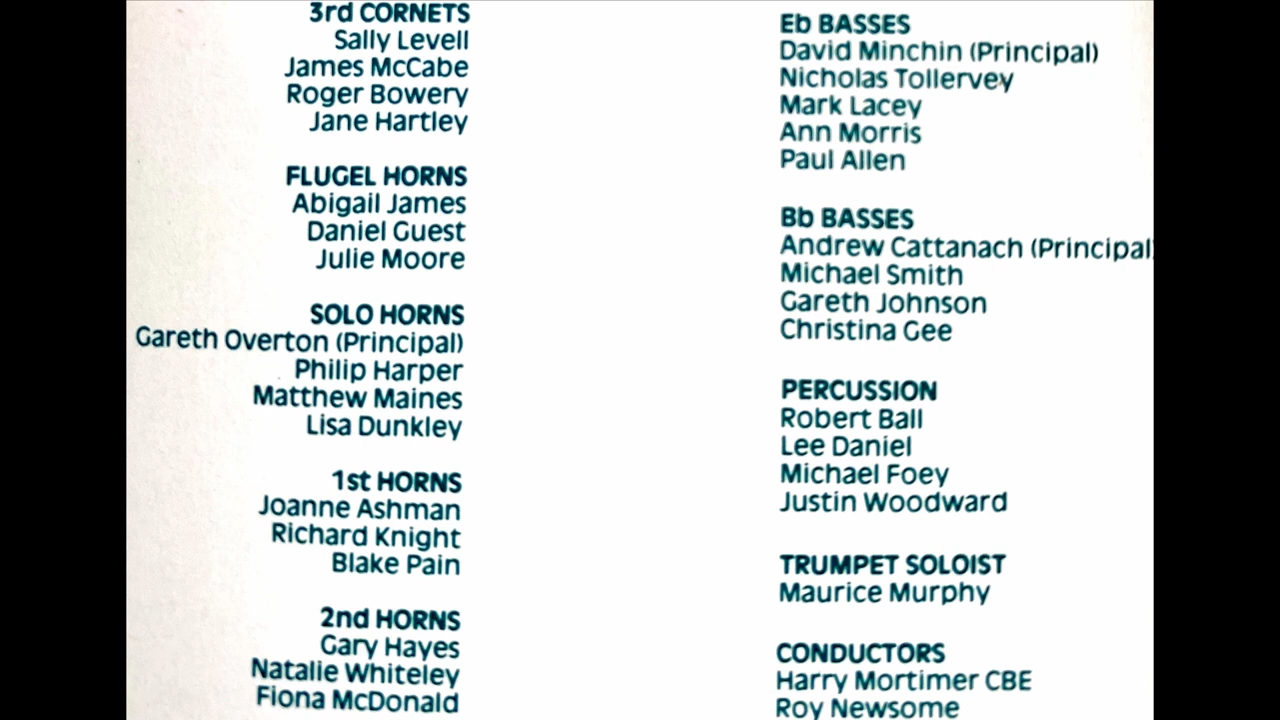 3rd CORNETS
Sally Levell
James McCabe
Roger Bowery
Jane Hartley
FLUGEL HORNS
Abigail James
Daniel Guest
Julie Moore
SOLO HORNS
Gareth Overton (Principal)
Philip Harper
Matthew Maines
Lisa Dunkley
1st HORNS
Joanne Ashman
Richard Knight
Blake Pain
2nd HORNS
Gary Hayes
Natalie Whiteley
Fiona McDonald
Eb BASSES
David Minchin (Principal)
Nicholas Tollervey
Mark Lacey
Ann Morris
Paul Allen
Bb BASSES
Andrew Cattanach (Principal
Michael Smith
Gareth Johnson
Christina Gee
PERCUSSION
Robert Ball
Lee Daniel
Michael Foey
Justin Woodward
TRUMPET SOLOIST
Maurice Murphy
CONDUCTORS
Harry Mortimer CBE
Roy Newsome